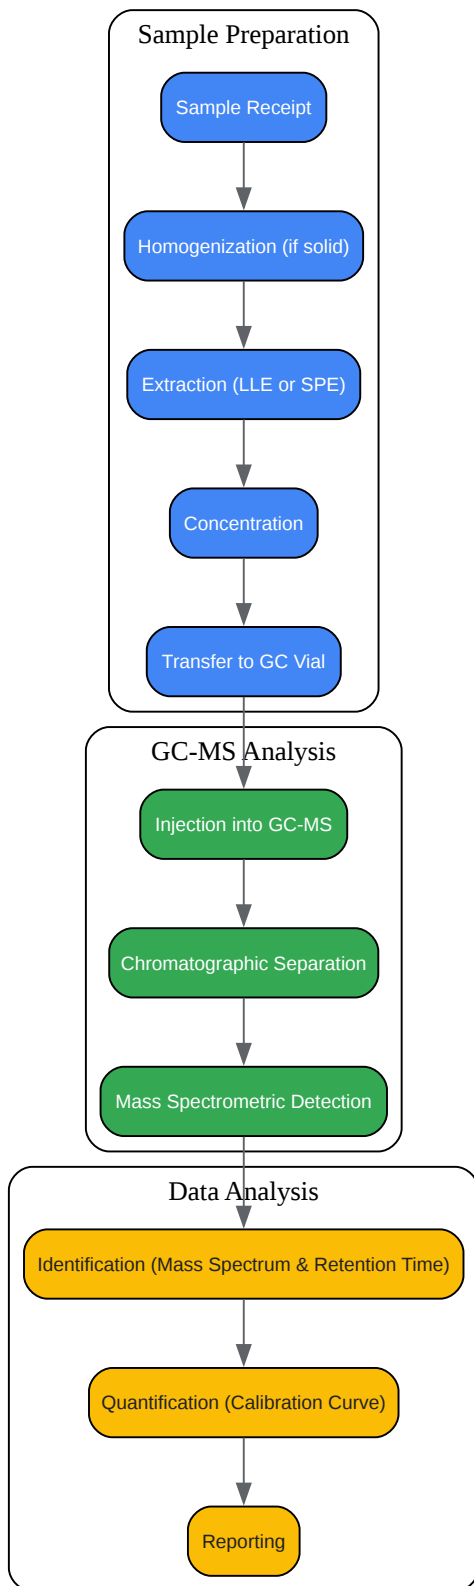 Sample Preparation
Sample Receipt
Homogenization (if solid)
Extraction (LLE or SPE)
Concentration
Transfer to GC Vial
GC-MS Analysis
Injection into GC-MS
Chromatographic Separation
Mass Spectrometric Detection
Data Analysis
Identification (Mass Spectrum & Retention Time)
Quantification (Calibration Curve)
Reporting